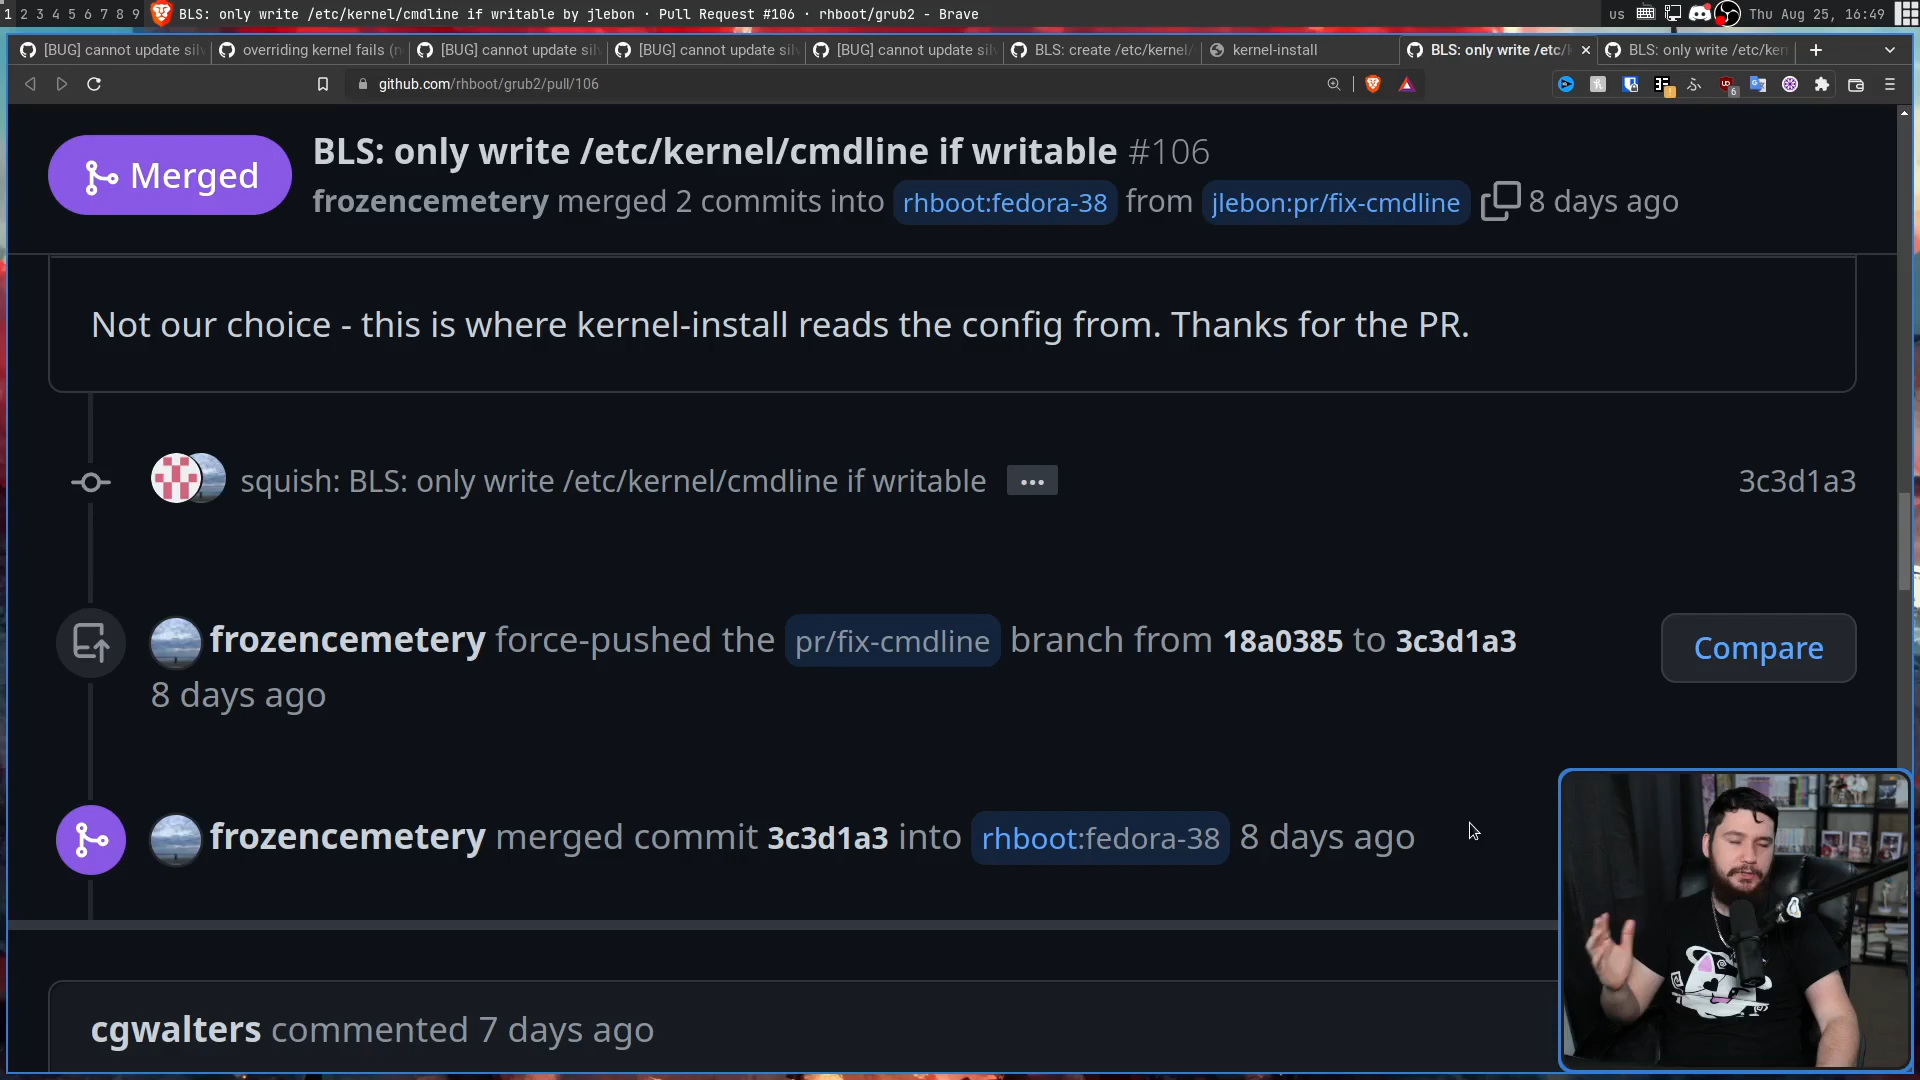 1 2 3 4 5 6 7 8 9 BLS: only write /etc/kernel/cmdline if writable by jlebon · Pull Request #106 · rhboot/grub2 - Brave us Thu Aug 25, 16:49
[BUG] cannot update sil overriding kernel fails (n [BUG] cannot update sil [BUG] cannot update sil [BUG] cannot update sil BLS: create /etc/kernel/ kernel-install BLS: only write /etc/k BLS: only write /etc/ker
github.com/rhboot/grub2/pull/106
Merged
BLS: only write /etc/kernel/cmdline if writable #106
frozencemetery merged 2 commits into rhboot:fedora-38 from jlebon:pr/fix-cmdline 8 days ago
Not our choice - this is where kernel-install reads the config from. Thanks for the PR.
squish: BLS: only write /etc/kernel/cmdline if writable ... 3c3d1a3
frozencemetery force-pushed the pr/fix-cmdline branch from 18a0385 to 3c3d1a3
8 days ago
Compare
frozencemetery merged commit 3c3d1a3 into rhboot:fedora-38 8 days ago
cgwalters commented 7 days ago